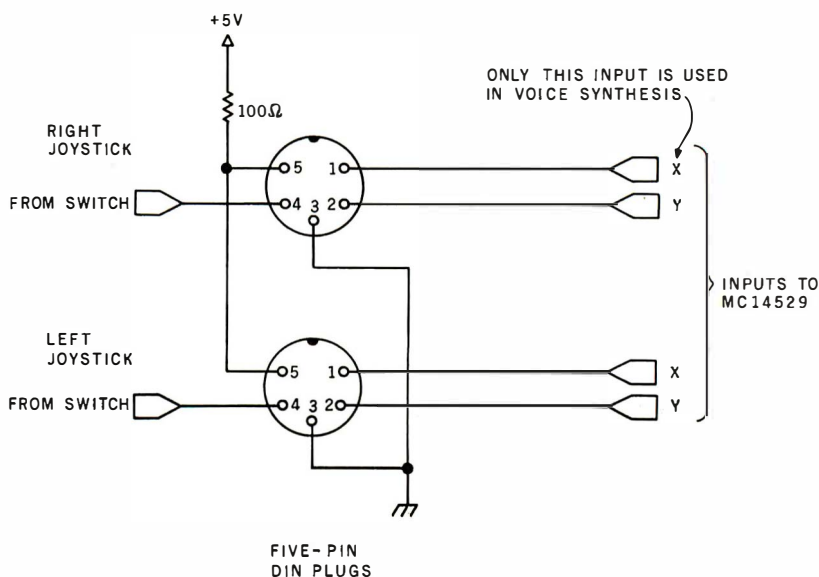 +5V
100Ω
ONLY THIS INPUT IS USED
IN VOICE SYNTHESIS
RIGHT
JOYSTICK
5 1
X
FROM SWITCH
4 3 2
Y
INPUTS TO
MC14529
LEFT
JOYSTICK
5 1
X
FROM SWITCH
4 3 2
Y
FIVE-PIN
DIN PLUGS